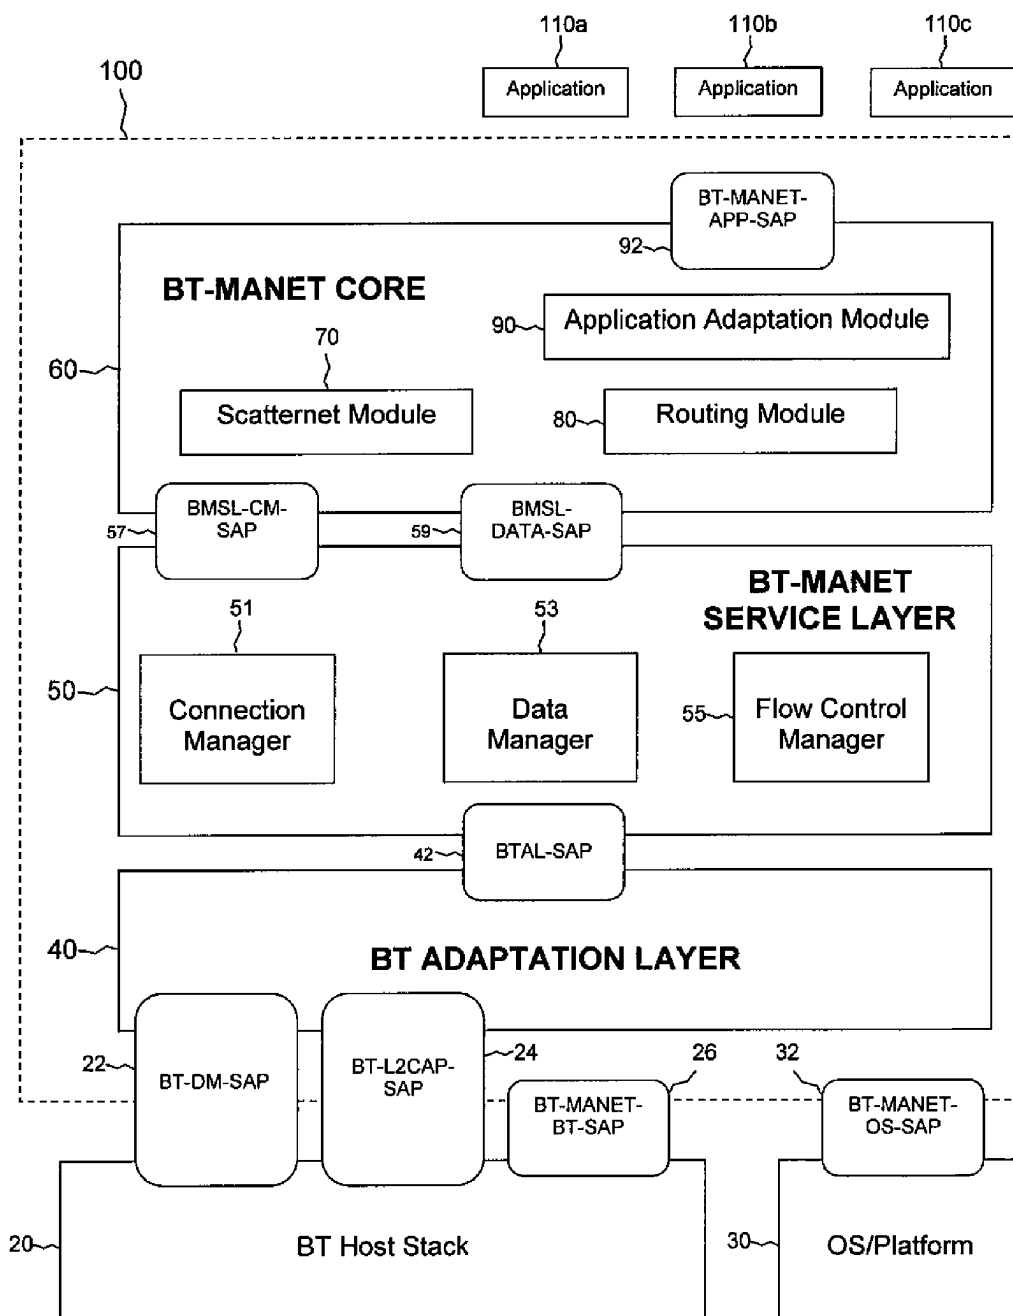 110a
110b
110c
100
Application
Application
Application
BT-MANET-
APP-SAP
92
BT-MANET CORE
90
Application Adaptation Module
70
60
Scatternet Module
80
Routing Module
BMSL-CM-
SAP
57
BMSL-
DATA-SAP
59
BT-MANET
SERVICE LAYER
51
53
50
Connection
Manager
Data
Manager
55
Flow Control
Manager
42
BTAL-SAP
40
BT ADAPTATION LAYER
22
BT-DM-SAP
BT-L2CAP-
SAP
24
26
32
BT-MANET-
BT-SAP
BT-MANET-
OS-SAP
20
BT Host Stack
30
OS/Platform